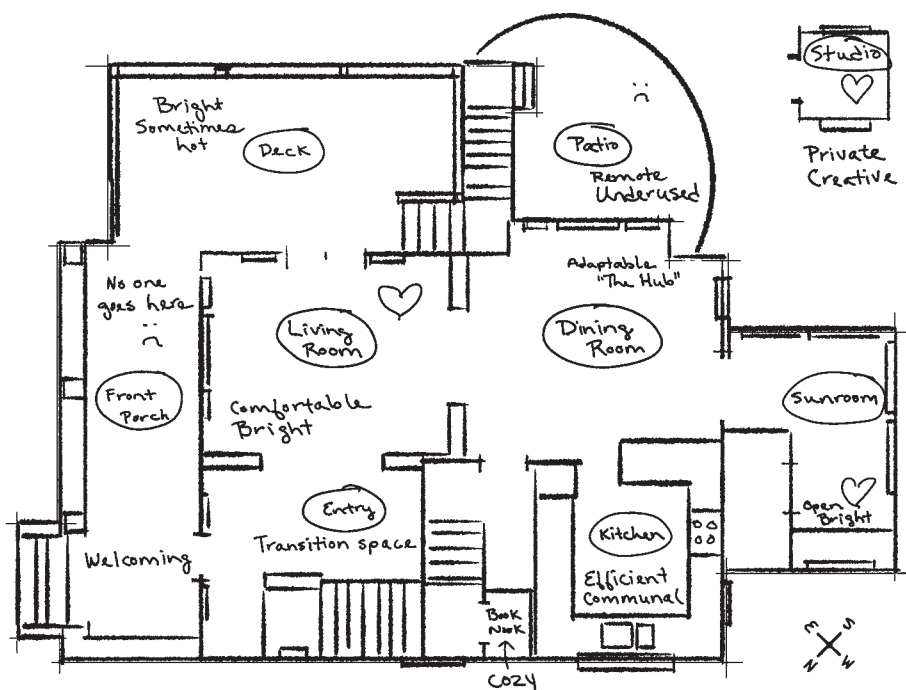 Studio
Private
Creative
Bright
Sometimes
hot
Deck
Patio
Remote
Underused
No one
goes here
Adaptable
"The Hub"
Living
Room
Dining
Room
Front
Porch
Sunroom
Comfortable
Bright
Entry
Transition space
Open
Bright
Kitchen
Welcoming
Efficient
Communal
Book
Nook
Cozy
E S
N W